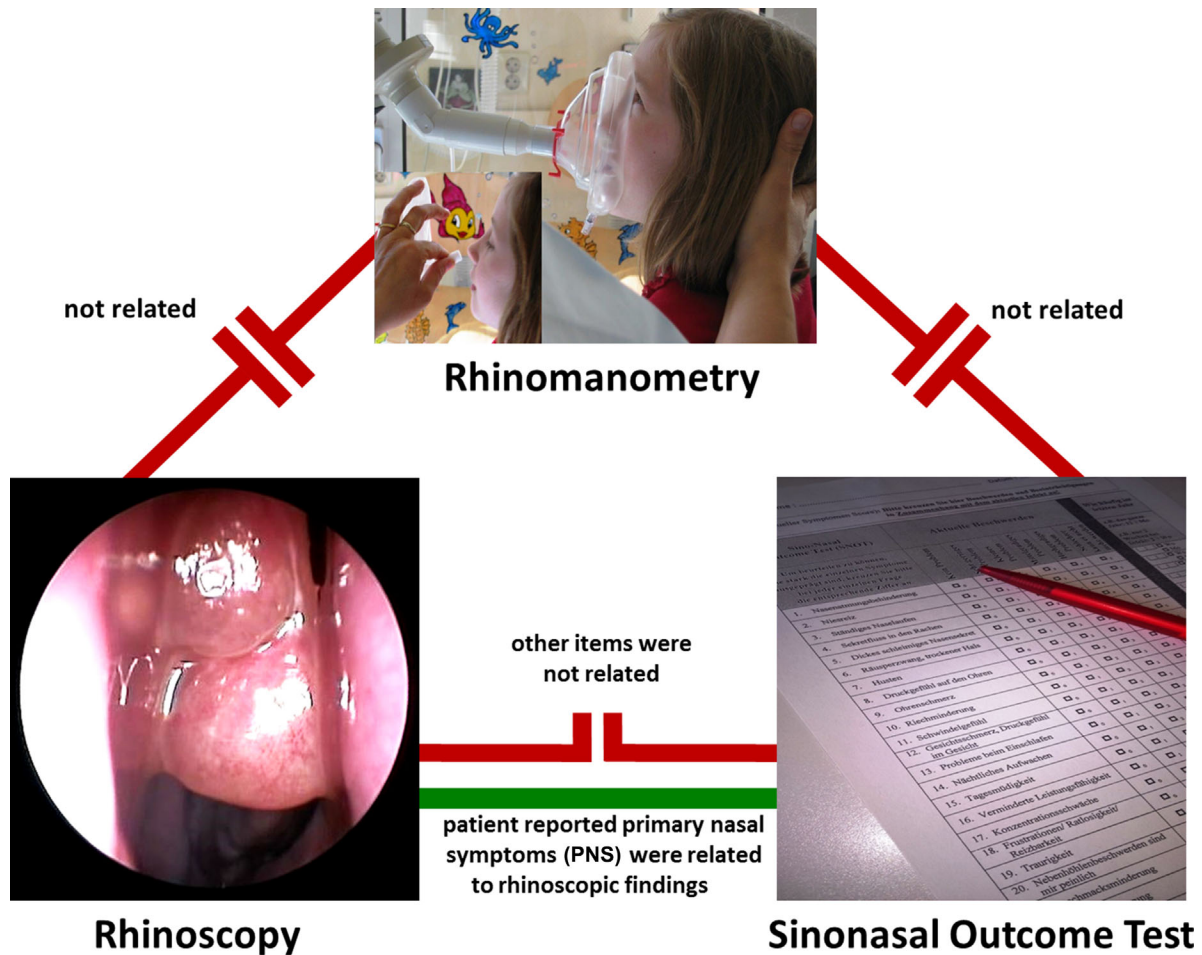 not related
not related
Rhinomanometry
other items were
not related
patient reported primary nasal
symptoms (PNS) were related
to rhinoscopic findings
Rhinoscopy
Sinonasal Outcome Test
Aktuelle Beschwerden
1. Nasenatmungsbehinderung
2. Niesreiz
3. Ständiges Naselaufen
4. Sekretfluss in den Rachen
5. Dickes schleimiges Nasensekret
6. Räusperzwang, trockener Hals
7. Husten
8. Druckgefühl auf den Ohren
9. Ohrenschmerz
10. Riechminderung
11. Schwindelgefühl
12. Gesichtsschmerz, Druckgefühl
im Gesicht
13. Probleme beim Einschlafen
14. Nächtliches Aufwachen
15. Tagesmüdigkeit
16. Verminderte Leistungsfähigkeit
17. Konzentrationsschwäche
18. Frustrationen/ Ratlosigkeit/
Reizbarkeit
19. Traurigkeit
20. Nebenhöhlenbeschwerden sind
mir peinlich